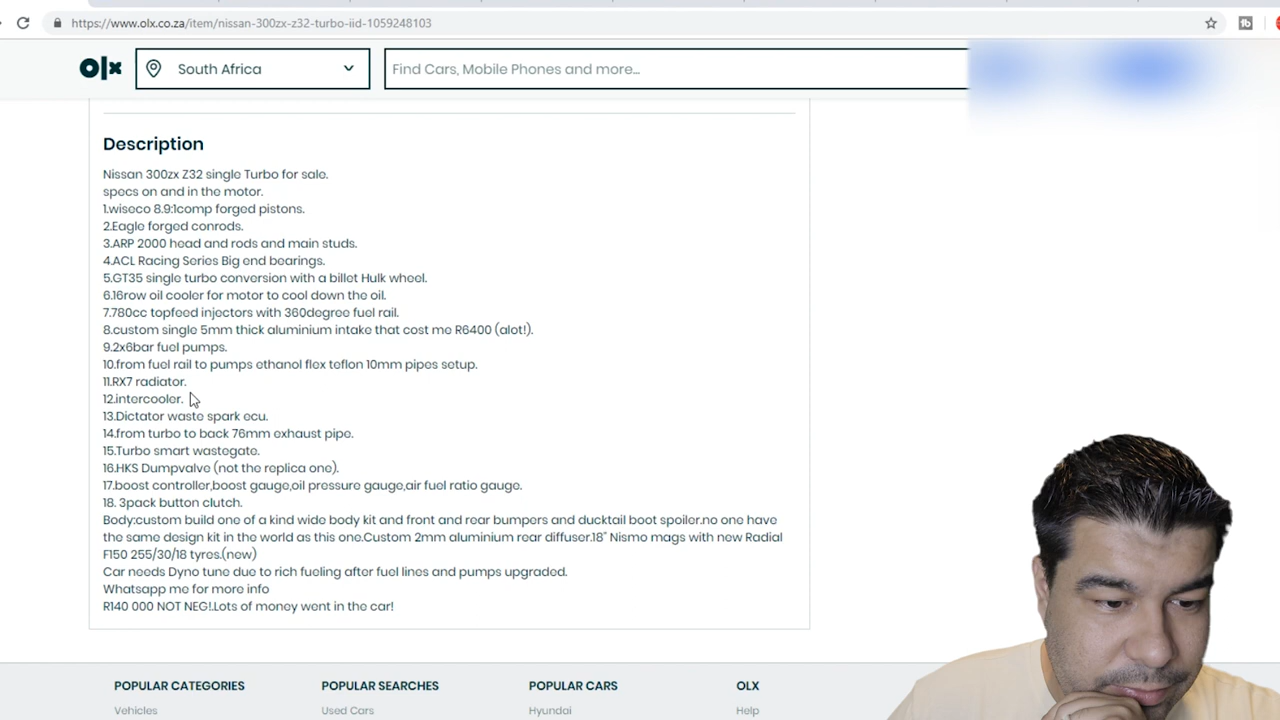 https://www.olx.co.za/item/nissan-300zx-z32-turbo-iid-1059248103
olx
South Africa
Find Cars, Mobile Phones and more...
Description
Nissan 300zx Z32 single Turbo for sale.
specs on and in the motor.
1.wiseco 8.9:1comp forged pistons.
2.Eagle forged conrods.
3.ARP 2000 head and rods and main studs.
4.ACL Racing Series Big end bearings.
5.GT35 single turbo conversion with a billet Hulk wheel.
6.16row oil cooler for motor to cool down the oil.
7.780cc topfeed injectors with 360degree fuel rail.
8.custom single 5mm thick aluminium intake that cost me R6400 (alot!).
9.2x6bar fuel pumps.
10.from fuel rail to pumps ethanol flex teflon 10mm pipes setup.
11.RX7 radiator.
12.intercooler.
13.Dictator waste spark ecu.
14.from turbo to back 76mm exhaust pipe.
15.Turbo smart wastegate.
16.HKS Dumpvalve (not the replica one).
17.boost controller,boost gauge,oil pressure gauge,air fuel ratio gauge.
18. 3pack button clutch.
Body:custom build one of a kind wide body kit and front and rear bumpers and ducktail boot spoiler.no one have
the same design kit in the world as this one.Custom 2mm aluminium rear diffuser.18" Nismo mags with new Radial
F150 255/30/18 tyres.(new)
Car needs Dyno tune due to rich fueling after fuel lines and pumps upgraded.
Whatsapp me for more info
R140 000 NOT NEG!.Lots of money went in the car!
POPULAR CATEGORIES
POPULAR SEARCHES
POPULAR CARS
OLX
Vehicles
Used Cars
Hyundai
Help